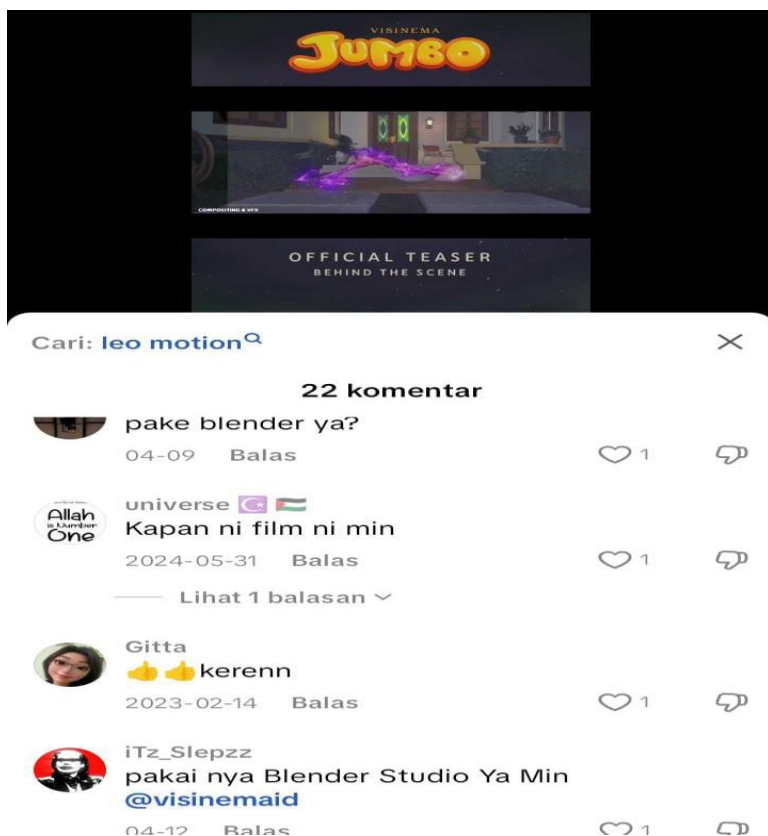 VISINEMA
JUMBO
COMPOSITING & VFX
OFFICIAL TEASER
BEHIND THE SCENE
Cari: leo motion
22 komentar
pake blender ya?
04-09 Balas
1
universe
Allah
is Number
One
Kapan ni film ni min
2024-05-31 Balas
1
Lihat 1 balasan
Gitta
👍👍kerenn
2023-02-14 Balas
1
iTz_Slepzz
pakai nya Blender Studio Ya Min
@visinemaid
04-12 Balas
1